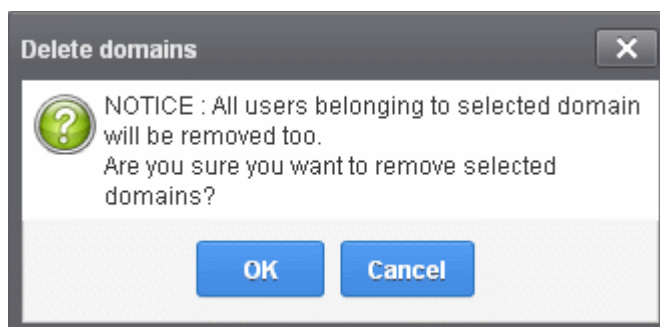 Delete domains
NOTICE : All users belonging to selected domain
will be removed too.
Are you sure you want to remove selected
domains?
OK
Cancel